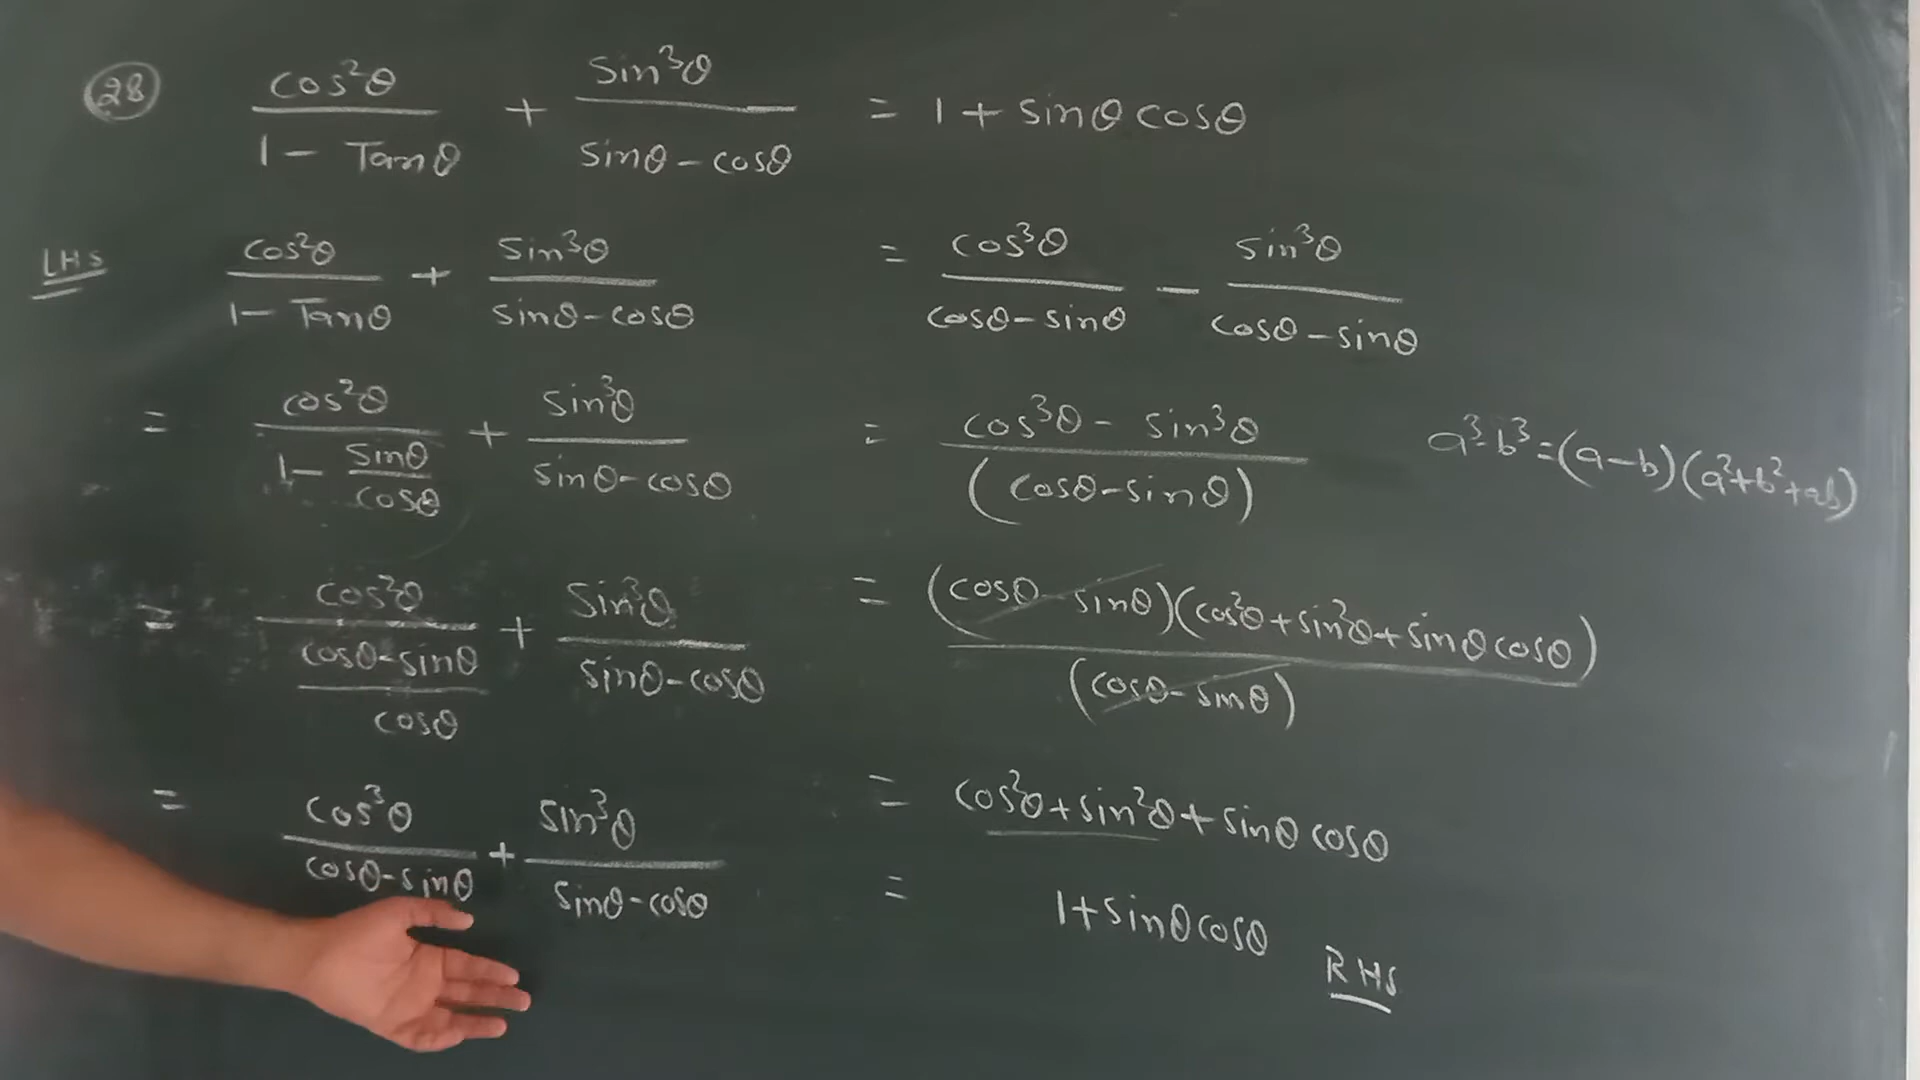 28 cos²θ / 1 - Tanθ + sin³θ / sinθ - cosθ = 1 + sinθ cosθ
LHS cos²θ / 1 - Tanθ + sin³θ / sinθ - cosθ
= cos²θ / 1 - sinθ / cosθ + sin³θ / sinθ - cosθ
= cos²θ / cosθ - sinθ / cosθ + sin³θ / sinθ - cosθ
= cos³θ / cosθ - sinθ + sin³θ / sinθ - cosθ
= cos³θ / cosθ - sinθ - sin³θ / cosθ - sinθ
= cos³θ - sin³θ / (cosθ - sinθ) a³-b³=(a-b)(a²+b²+ab)
= (cosθ - sinθ)(cos²θ + sin²θ + sinθ cosθ) / (cosθ - sinθ)
= cos²θ + sin²θ + sinθ cosθ
= 1 + sinθ cosθ
RHS